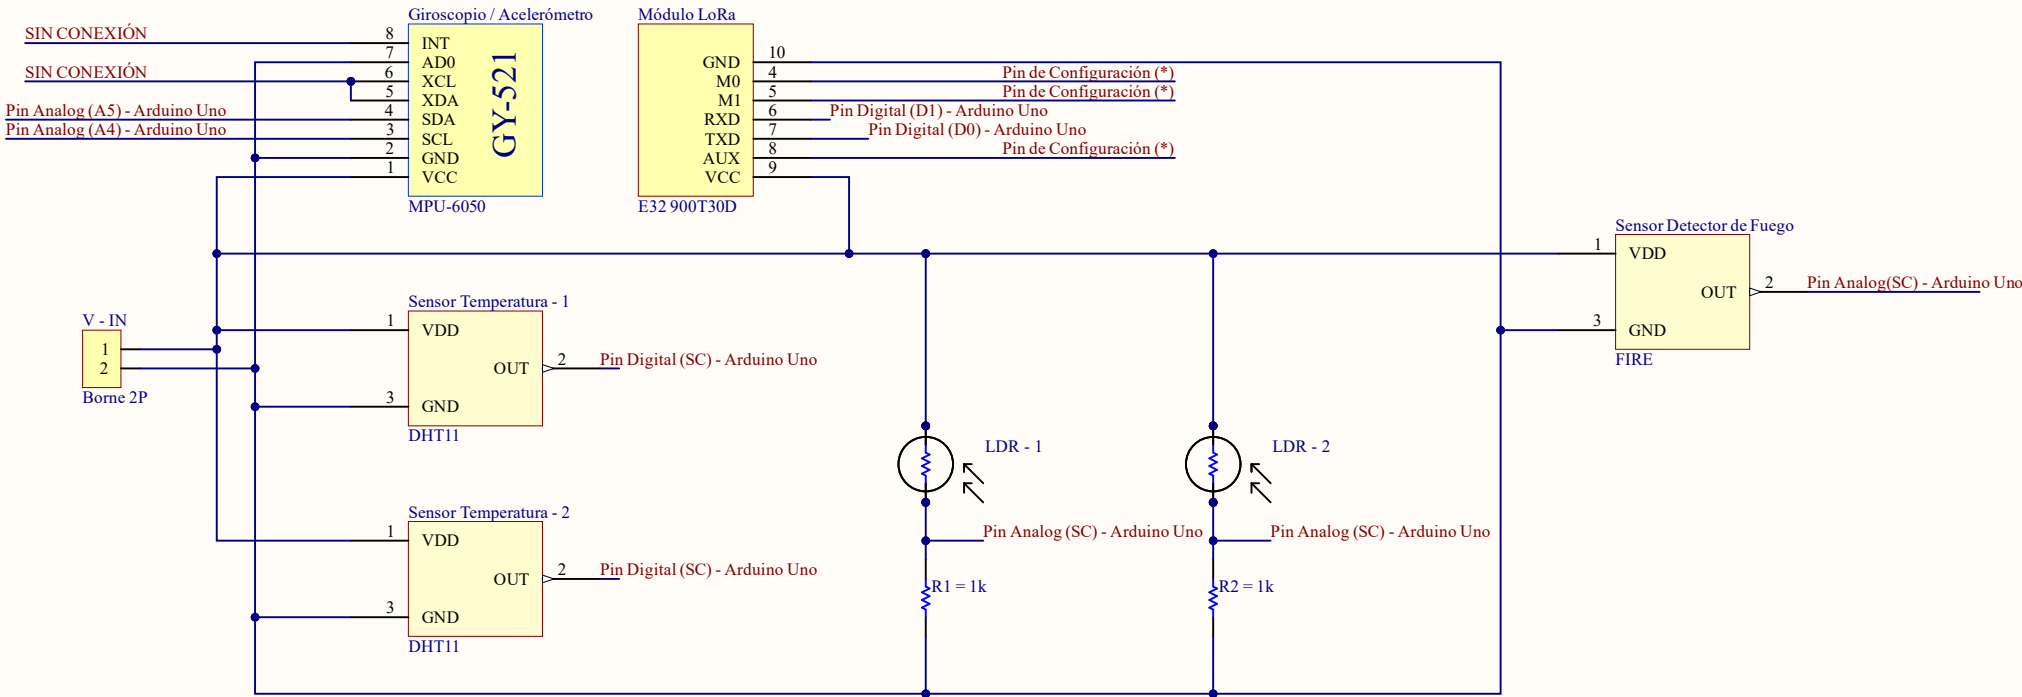 Giroscopio / Acelerómetro
SIN CONEXIÓN
8
INT
7
AD0
SIN CONEXIÓN
6
XCL
5
XDA
Pin Analog (A5) - Arduino Uno
4
SDA
Pin Analog (A4) - Arduino Uno
3
SCL
2
GND
1
VCC
GY-521
MPU-6050
Módulo LoRa
GND
10
M0
4
Pin de Configuración (*)
M1
5
Pin de Configuración (*)
RXD
6
Pin Digital (D1) - Arduino Uno
TXD
7
Pin Digital (D0) - Arduino Uno
AUX
8
Pin de Configuración (*)
VCC
9
E32 900T30D
Sensor Detector de Fuego
1
VDD
OUT
2
Pin Analog(SC) - Arduino Uno
3
GND
FIRE
V - IN
1
2
Borne 2P
Sensor Temperatura - 1
1
VDD
OUT
2
Pin Digital (SC) - Arduino Uno
3
GND
DHT11
Sensor Temperatura - 2
1
VDD
OUT
2
Pin Digital (SC) - Arduino Uno
3
GND
DHT11
LDR - 1
Pin Analog (SC) - Arduino Uno
R1 = 1k
LDR - 2
Pin Analog (SC) - Arduino Uno
R2 = 1k